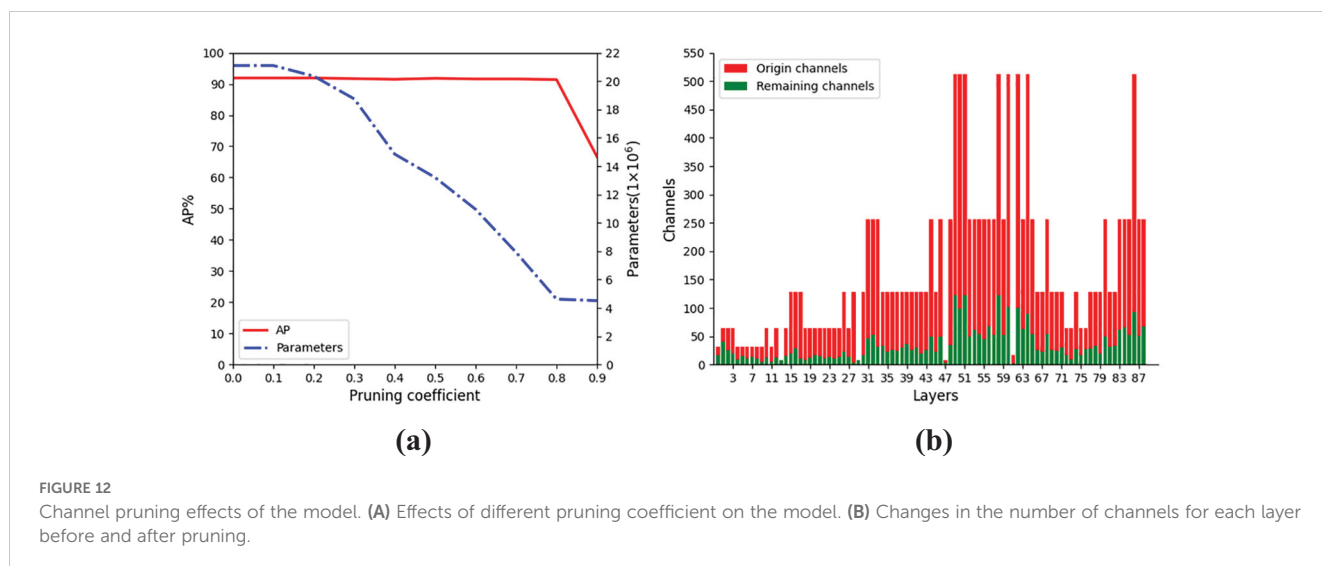 100
90
80
70
60
50
40
30
20
10
0
AP%
22
20
18
16
14
12
10
8
6
4
2
0
Parameters(1×10⁶)
AP
Parameters
0.0 0.1 0.2 0.3 0.4 0.5 0.6 0.7 0.8 0.9
Pruning coefficient
(a)
550
500
450
400
350
300
250
200
150
100
50
0
Channels
Origin channels
Remaining channels
3 7 11 15 19 23 27 31 35 39 43 47 51 55 59 63 67 71 75 79 83 87
Layers
(b)
FIGURE 12
Channel pruning effects of the model. (A) Effects of different pruning coefficient on the model. (B) Changes in the number of channels for each layer
before and after pruning.